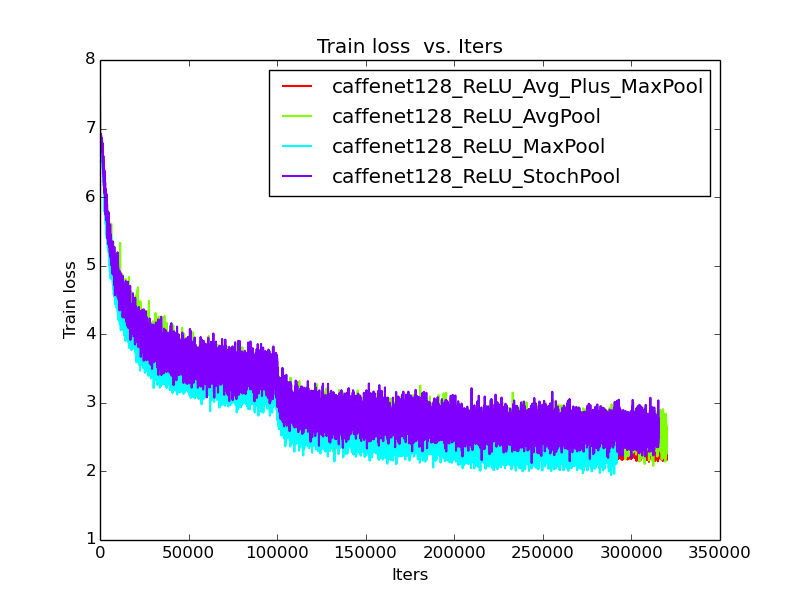 Train loss  vs. Iters
caffenet128_ReLU_Avg_Plus_MaxPool
caffenet128_ReLU_AvgPool
caffenet128_ReLU_MaxPool
caffenet128_ReLU_StochPool
8
7
6
5
4
3
2
1
Train loss
0 50000 100000 150000 200000 250000 300000 350000
Iters